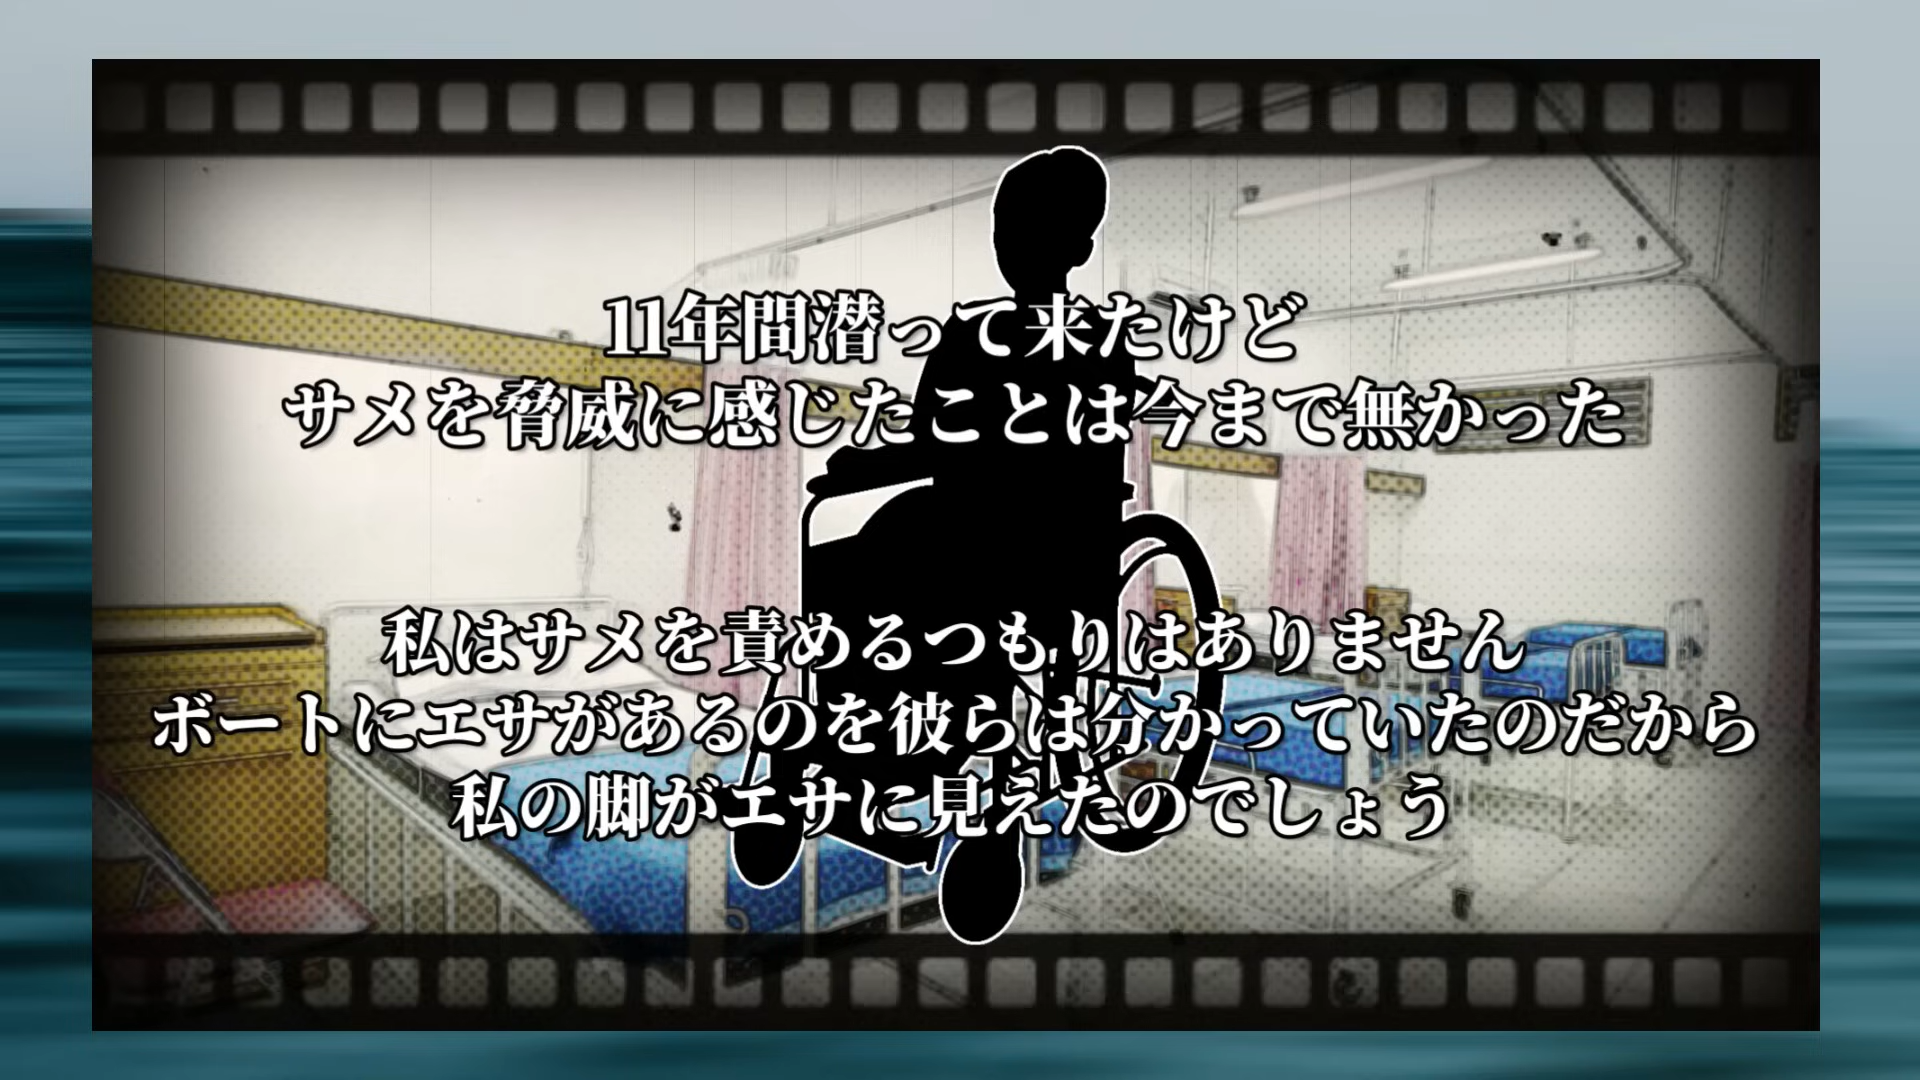 11年間潜って来たけど
サメを脅威に感じたことは今まで無かった
私はサメを責めるつもりはありません
ボートにエサがあるのを彼らは分かっていたのだから
私の脚がエサに見えたのでしょう